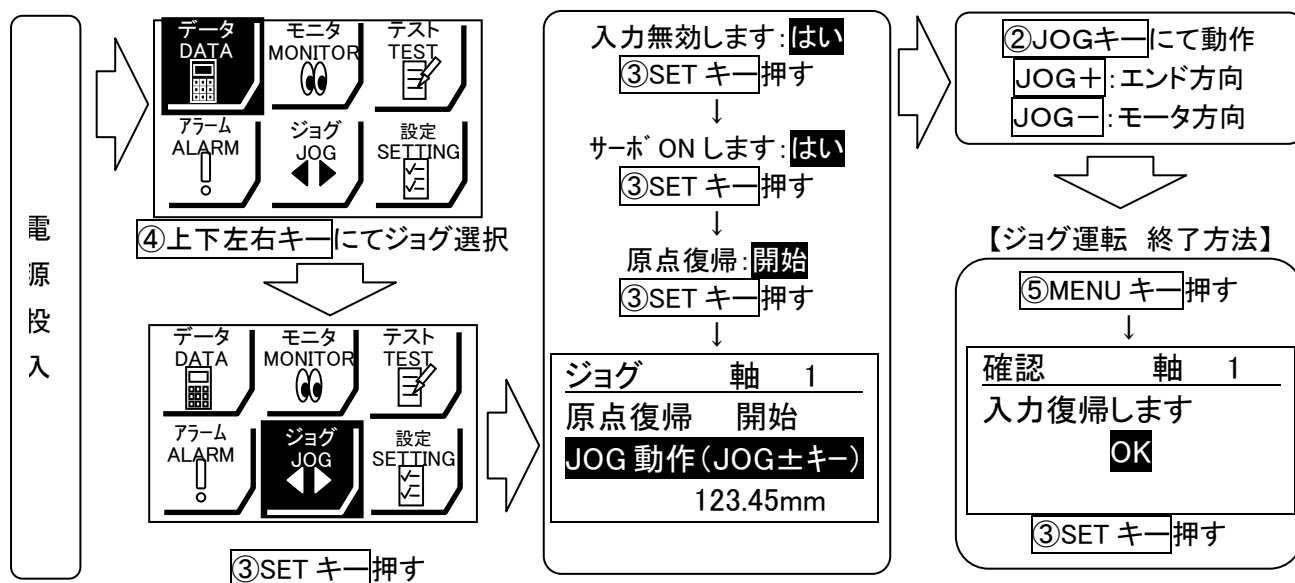 電
源
投
入
データ
DATA
モニタ
MONITOR
テスト
TEST
アラーム
ALARM
ジョグ
JOG
設定
SETTING
④上下左右キーにてジョグ選択
データ
DATA
モニタ
MONITOR
テスト
TEST
アラーム
ALARM
ジョグ
JOG
設定
SETTING
③SET キー押す
入力無効します:はい
③SET キー押す
↓
サーボ ON します:はい
③SET キー押す
↓
原点復帰:開始
③SET キー押す
↓
ジョグ 軸 1
原点復帰 開始
JOG 動作(JOG±キー)
123.45mm
②JOGキーにて動作
JOG+:エンド方向
JOG-:モータ方向
【ジョグ運転 終了方法】
⑤MENU キー押す
↓
確認 軸 1
入力復帰します
OK
③SET キー押す